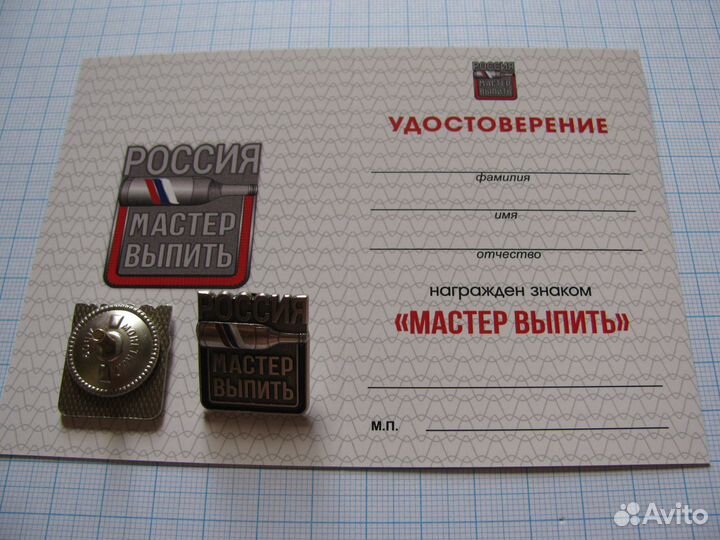 РОССИЯ
МАСТЕР
ВЫПИТЬ
РОССИЯ
МАСТЕР
ВЫПИТЬ
РОССИЯ
МАСТЕР
ВЫПИТЬ
УДОСТОВЕРЕНИЕ
фамилия
имя
отчество
награжден знаком
«МАСТЕР ВЫПИТЬ»
М.П.
Avito